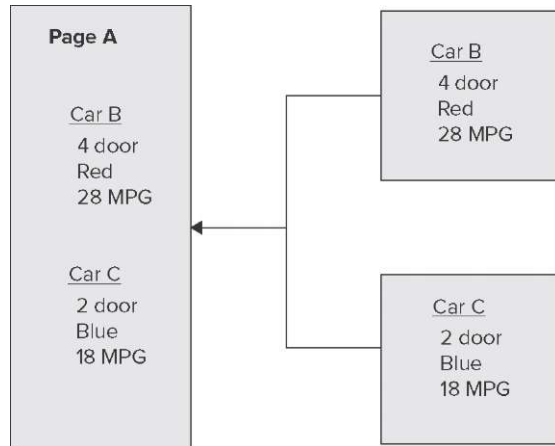 Page A
Car B
4 door
Red
28 MPG
Car C
2 door
Blue
18 MPG
Car B
4 door
Red
28 MPG
Car C
2 door
Blue
18 MPG